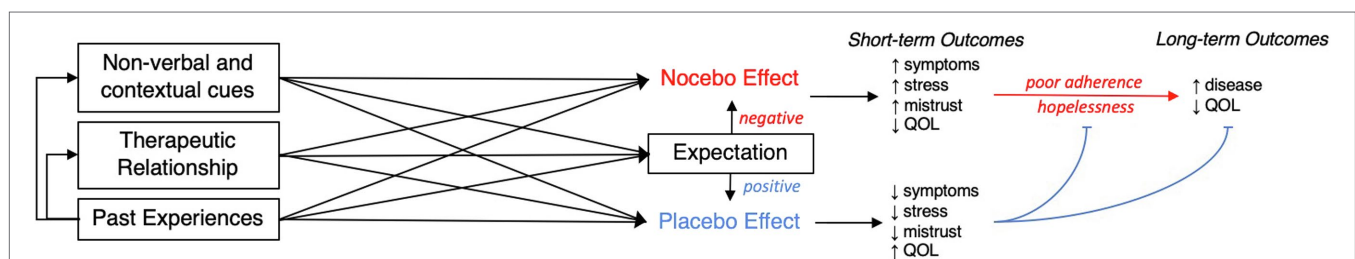 Non-verbal and
contextual cues
Therapeutic
Relationship
Past Experiences
Nocebo Effect
negative
Expectation
positive
Placebo Effect
Short-term Outcomes
↑ symptoms
↑ stress
↑ mistrust
↓ QOL
↓ symptoms
↓ stress
↓ mistrust
↑ QOL
poor adherence
hopelessness
Long-term Outcomes
↑ disease
↓ QOL